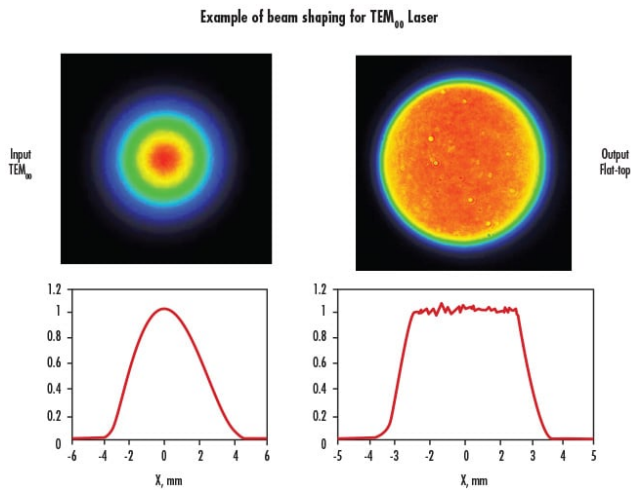 Example of beam shaping for TEM₀₀ Laser
Input
TEM₀₀
Output
Flat-top
1.2
1
0.8
0.6
0.4
0.2
0
-6 -4 -2 0 2 4 6
X, mm
1.2
1
0.8
0.6
0.4
0.2
0
-5 -4 -3 -2 0 2 3 4 5
X, mm